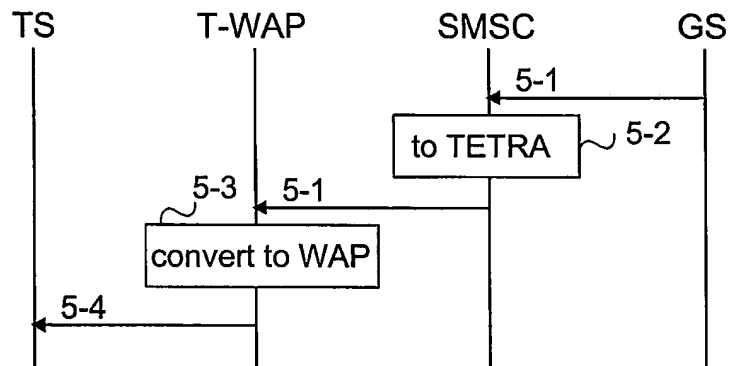 TS T-WAP SMSC GS
5-1
to TETRA 5-2
5-3 5-1
convert to WAP
5-4